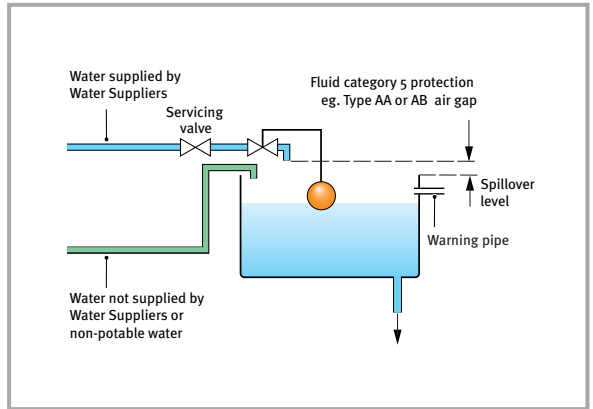 Water supplied by
Water Suppliers
Servicing
valve
Fluid category 5 protection
eg. Type AA or AB air gap
Spillover
level
Warning pipe
Water not supplied by
Water Suppliers or
non-potable water